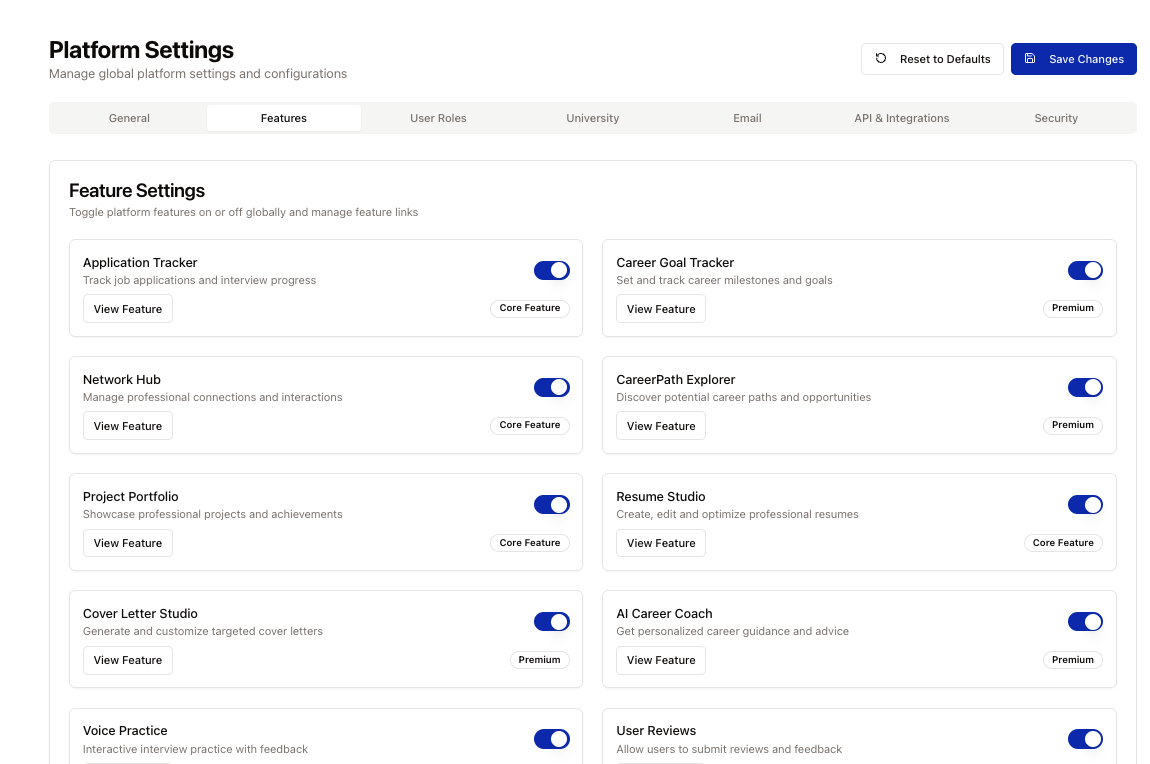 Platform Settings
Manage global platform settings and configurations
Reset to Defaults
Save Changes
General
Features
User Roles
University
Email
API & Integrations
Security
Feature Settings
Toggle platform features on or off globally and manage feature links
Application Tracker
Track job applications and interview progress
View Feature
Core Feature
Career Goal Tracker
Set and track career milestones and goals
View Feature
Premium
Network Hub
Manage professional connections and interactions
View Feature
Core Feature
CareerPath Explorer
Discover potential career paths and opportunities
View Feature
Premium
Project Portfolio
Showcase professional projects and achievements
View Feature
Core Feature
Resume Studio
Create, edit and optimize professional resumes
View Feature
Core Feature
Cover Letter Studio
Generate and customize targeted cover letters
View Feature
Premium
AI Career Coach
Get personalized career guidance and advice
View Feature
Premium
Voice Practice
Interactive interview practice with feedback
User Reviews
Allow users to submit reviews and feedback